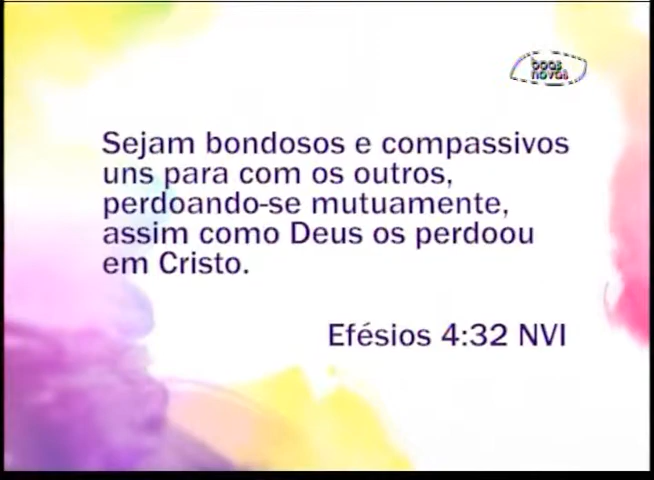 boas
novas
Sejam bondosos e compassivos
uns para com os outros,
perdoando-se mutuamente,
assim como Deus os perdoou
em Cristo.
Efésios 4:32 NVI